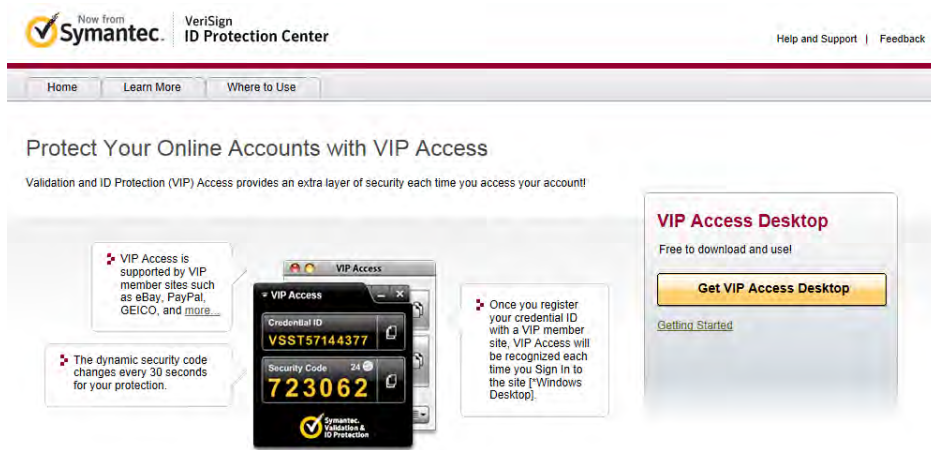 Now from
Symantec.
VeriSign
ID Protection Center
Help and Support | Feedback
Home Learn More Where to Use
Protect Your Online Accounts with VIP Access
Validation and ID Protection (VIP) Access provides an extra layer of security each time you access your account!
VIP Access is
supported by VIP
member sites such
as eBay, PayPal,
GEICO, and more...
The dynamic security code
changes every 30 seconds
for your protection.
VIP Access
VIP Access
Credential ID
VSST57144377
Security Code 24
723062
Symantec.
Validation &
ID Protection
Once you register
your credential ID
with a VIP member
site, VIP Access will
be recognized each
time you Sign In to
the site [*Windows
Desktop].
VIP Access Desktop
Free to download and use!
Get VIP Access Desktop
Getting Started